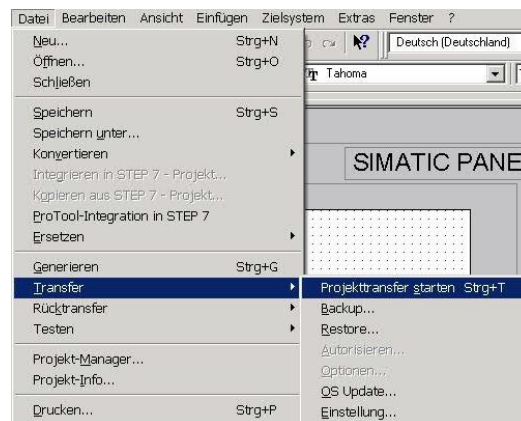 Datei Bearbeiten Ansicht Einfügen Zielsystem Extras Fenster ?
Neu... Strg+N
Öffnen... Strg+O
Schließen
Speichern Strg+S
Speichern unter...
Konvertieren
Integrieren in STEP 7 - Projekt...
Kopieren aus STEP 7 - Projekt...
ProTool-Integration in STEP 7
Ersetzen
Generieren Strg+G
Transfer
Rücktransfer
Testen
Projekt-Manager...
Projekt-Info...
Drucken... Strg+P
Deutsch (Deutschland)
Tahoma
SIMATIC PANE
Projekttransfer starten Strg+T
Backup...
Restore...
Autorisieren...
Optionen...
OS Update...
Einstellung...